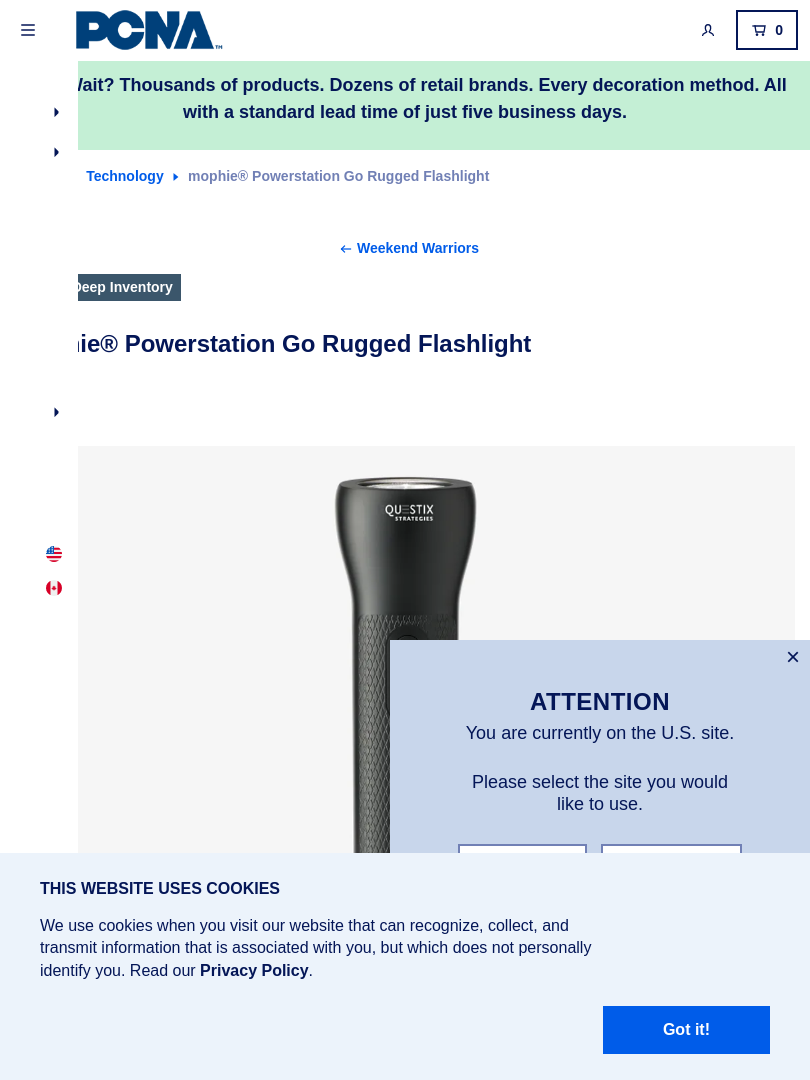 PCNA™
0
Wait? Thousands of products. Dozens of retail brands. Every decoration method. All
with a standard lead time of just five business days.
Technology
mophie® Powerstation Go Rugged Flashlight
Weekend Warriors
Deep Inventory
hie® Powerstation Go Rugged Flashlight
QUESTIX
STRATEGIES
ATTENTION
You are currently on the U.S. site.
Please select the site you would
like to use.
THIS WEBSITE USES COOKIES
We use cookies when you visit our website that can recognize, collect, and
transmit information that is associated with you, but which does not personally
identify you. Read our Privacy Policy.
Got it!